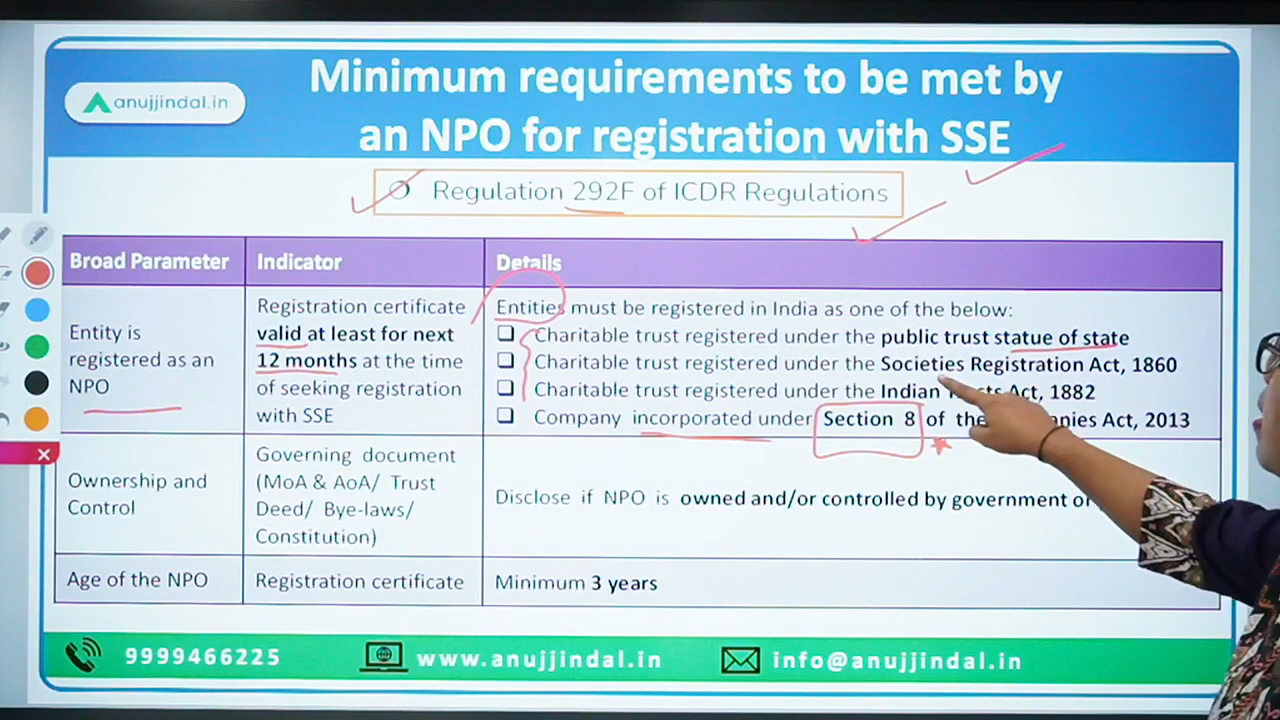 Minimum requirements to be met by
an NPO for registration with SSE
anujjindal.in
Regulation 292F of ICDR Regulations
Broad Parameter
Indicator
Details
Entity is
registered as an
NPO
Registration certificate
valid at least for next
12 months at the time
of seeking registration
with SSE
Entities must be registered in India as one of the below:
Charitable trust registered under the public trust statue of state
Charitable trust registered under the Societies Registration Act, 1860
Charitable trust registered under the Indian Act, 1882
Company incorporated under Section 8 of the Act, 2013
Ownership and
Control
Governing document
(MoA & AoA/ Trust
Deed/ Bye-laws/
Constitution)
Disclose if NPO is owned and/or controlled by government
Age of the NPO
Registration certificate
Minimum 3 years
9999466225
www.anujjindal.in
info@anujjindal.in